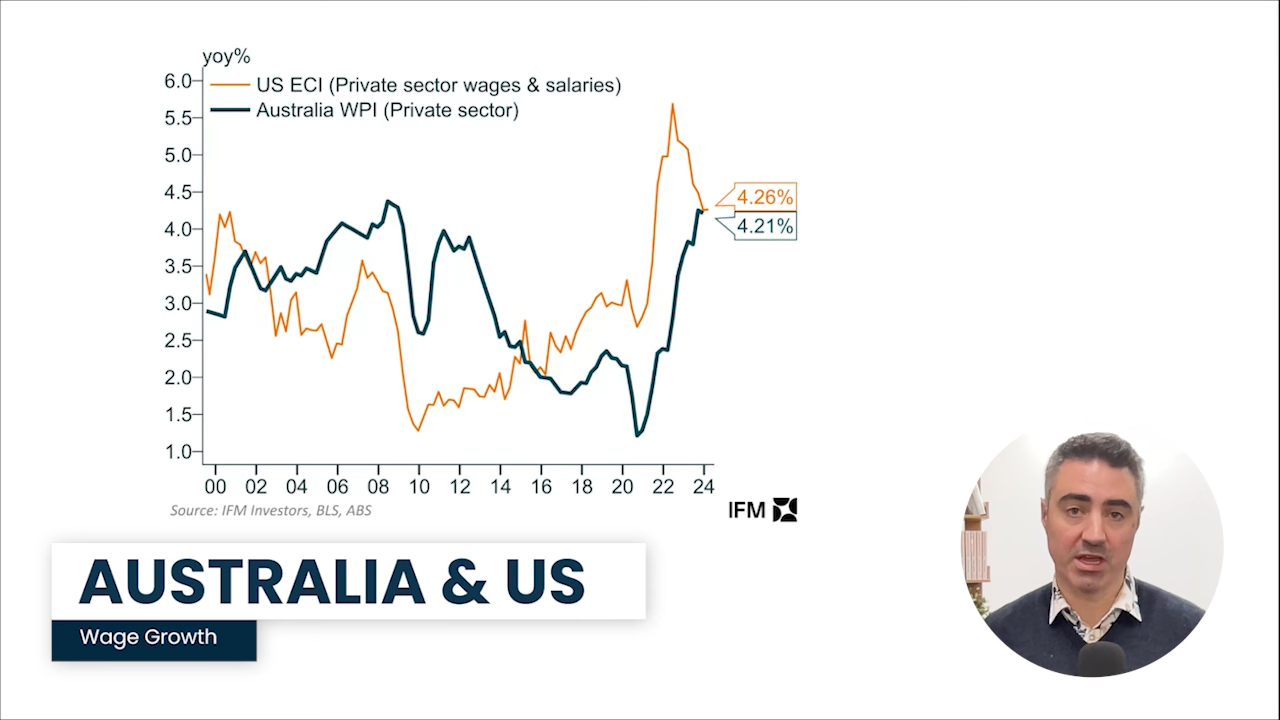 yoy%
6.0
US ECI (Private sector wages & salaries)
Australia WPI (Private sector)
5.5
5.0
4.5
4.26%
4.21%
4.0
3.5
3.0
2.5
2.0
1.5
1.0
00 02 04 06 08 10 12 14 16 18 20 22 24
Source: IFM Investors, BLS, ABS
IFM
AUSTRALIA & US
Wage Growth